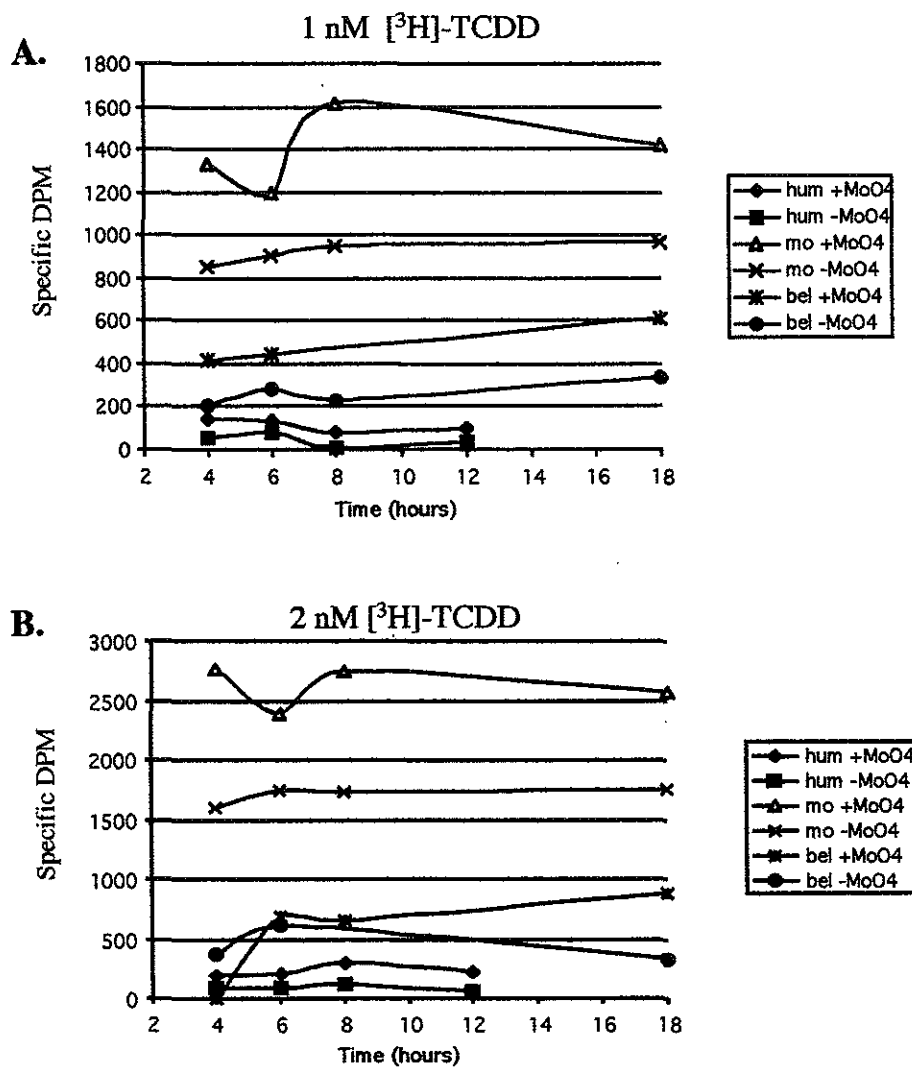 A.
1 nM [³H]-TCDD
1800
1600
1400
1200
1000
800
600
400
200
0
Specific DPM
2 4 6 8 10 12 14 16 18
Time (hours)
hum +MoO4
hum -MoO4
mo +MoO4
mo -MoO4
bel +MoO4
bel -MoO4
B.
2 nM [³H]-TCDD
3000
2500
2000
1500
1000
500
0
Specific DPM
2 4 6 8 10 12 14 16 18
Time (hours)
hum +MoO4
hum -MoO4
mo +MoO4
mo -MoO4
bel +MoO4
bel -MoO4